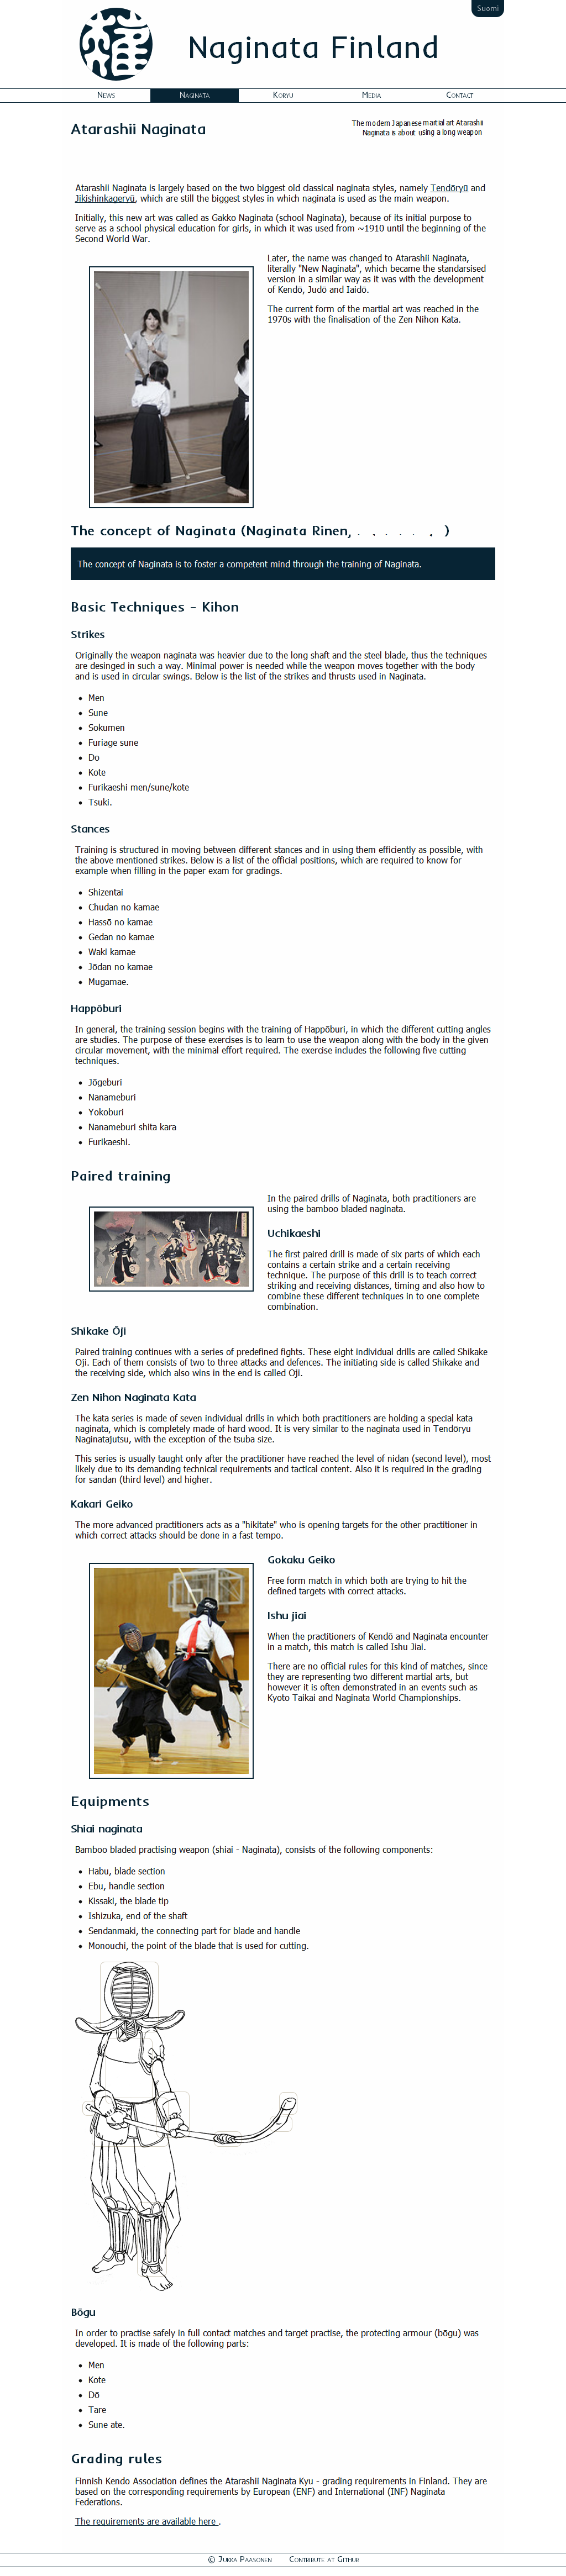 Suomi
Naginata Finland
News
Naginata
Koryu
Media
Contact
Atarashii Naginata
The modern Japanese martial art Atarashii
Naginata is about using a long weapon
Atarashii Naginata is largely based on the two biggest old classical naginata styles, namely Tendōryū and
Jikishinkageryū, which are still the biggest styles in which naginata is used as the main weapon.
Initially, this new art was called as Gakko Naginata (school Naginata), because of its initial purpose to
serve as a school physical education for girls, in which it was used from ~1910 until the beginning of the
Second World War.
Later, the name was changed to Atarashii Naginata,
literally "New Naginata", which became the standarsised
version in a similar way as it was with the development
of Kendō, Judō and Iaidō.
The current form of the martial art was reached in the
1970s with the finalisation of the Zen Nihon Kata.
The concept of Naginata (Naginata Rinen, )
The concept of Naginata is to foster a competent mind through the training of Naginata.
Basic Techniques - Kihon
Strikes
Originally the weapon naginata was heavier due to the long shaft and the steel blade, thus the techniques
are desinged in such a way. Minimal power is needed while the weapon moves together with the body
and is used in circular swings. Below is the list of the strikes and thrusts used in Naginata.
Men
Sune
Sokumen
Furiage sune
Do
Kote
Furikaeshi men/sune/kote
Tsuki.
Stances
Training is structured in moving between different stances and in using them efficiently as possible, with
the above mentioned strikes. Below is a list of the official positions, which are required to know for
example when filling in the paper exam for gradings.
Shizentai
Chudan no kamae
Hassō no kamae
Gedan no kamae
Waki kamae
Jōdan no kamae
Mugamae.
Happōburi
In general, the training session begins with the training of Happōburi, in which the different cutting angles
are studies. The purpose of these exercises is to learn to use the weapon along with the body in the given
circular movement, with the minimal effort required. The exercise includes the following five cutting
techniques.
Jōgeburi
Nanameburi
Yokoburi
Nanameburi shita kara
Furikaeshi.
Paired training
In the paired drills of Naginata, both practitioners are
using the bamboo bladed naginata.
Uchikaeshi
The first paired drill is made of six parts of which each
contains a certain strike and a certain receiving
technique. The purpose of this drill is to teach correct
striking and receiving distances, timing and also how to
combine these different techniques in to one complete
combination.
Shikake Ōji
Paired training continues with a series of predefined fights. These eight individual drills are called Shikake
Oji. Each of them consists of two to three attacks and defences. The initiating side is called Shikake and
the receiving side, which also wins in the end is called Oji.
Zen Nihon Naginata Kata
The kata series is made of seven individual drills in which both practitioners are holding a special kata
naginata, which is completely made of hard wood. It is very similar to the naginata used in Tendōryu
Naginatajutsu, with the exception of the tsuba size.
This series is usually taught only after the practitioner have reached the level of nidan (second level), most
likely due to its demanding technical requirements and tactical content. Also it is required in the grading
for sandan (third level) and higher.
Kakari Geiko
The more advanced practitioners acts as a "hikitate" who is opening targets for the other practitioner in
which correct attacks should be done in a fast tempo.
Gokaku Geiko
Free form match in which both are trying to hit the
defined targets with correct attacks.
Ishu jiai
When the practitioners of Kendō and Naginata encounter
in a match, this match is called Ishu Jiai.
There are no official rules for this kind of matches, since
they are representing two different martial arts, but
however it is often demonstrated in an events such as
Kyoto Taikai and Naginata World Championships.
Equipments
Shiai naginata
Bamboo bladed practising weapon (shiai - Naginata), consists of the following components:
Habu, blade section
Ebu, handle section
Kissaki, the blade tip
Ishizuka, end of the shaft
Sendanmaki, the connecting part for blade and handle
Monouchi, the point of the blade that is used for cutting.
Bōgu
In order to practise safely in full contact matches and target practise, the protecting armour (bōgu) was
developed. It is made of the following parts:
Men
Kote
Dō
Tare
Sune ate.
Grading rules
Finnish Kendo Association defines the Atarashii Naginata Kyu - grading requirements in Finland. They are
based on the corresponding requirements by European (ENF) and International (INF) Naginata
Federations.
The requirements are available here .
© Jukka Paasonen
Contribute at Github